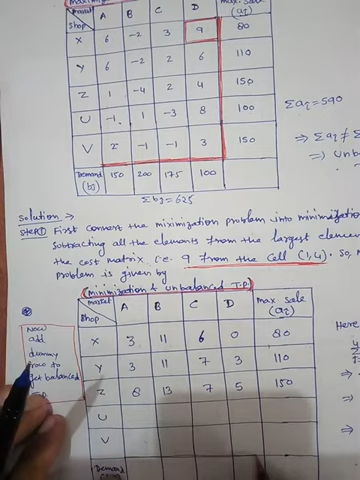 Market A B C D Max. Sale
Shop (ai)
X 6 -2 3 9 80
Y 6 -2 2 6 110
Z 1 -4 2 4 150
U -1 1 -3 8 100
V 2 -1 -1 3 150
Demand 150 200 175 100
(bj)
Σai = 590
⇒ Σai ≠ Σ
⇒ Unb
Σbj = 625
Solution :→
Step① First convert the miximization problem into minimization
subtracting all the elements from the largest element
the cost matrix i.e. 9 from the cell (1,4). So,
problem is given by
(Minimization & Unbalanced T.P.)
Market A B C D Max. Sale
Shop (ai)
X 3 11 6 0 80
Y 3 11 7 3 110
Z 8 13 7 5 150
U
V
Demand
Now
add
dummy
row to
get balanced
Here
⇒
⇒
⇒